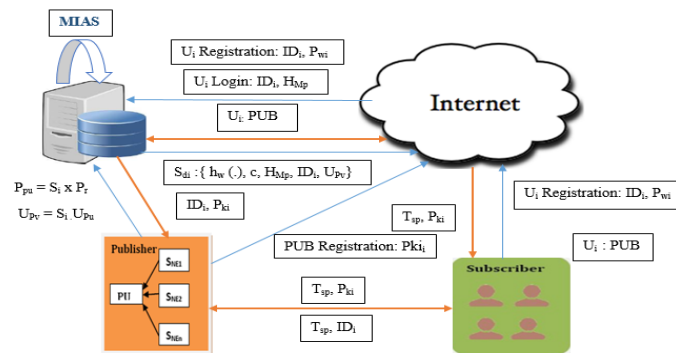 MIAS
Ui Registration: IDi, Pwi
Ui Login: IDi, HMp
Internet
Ui: PUB
Sdi :{ hw (.), c, HMp, IDi, UPv}
Ppu = Si x Pr
UPv = Si . UPu
IDi, Pki
Ui Registration: IDi, Pwi
Tsp, Pki
PUB Registration: Pkii
Ui : PUB
Publisher
SNE1
PU
SNE2
SNEn
Subscriber
Tsp, Pki
Tsp, IDi